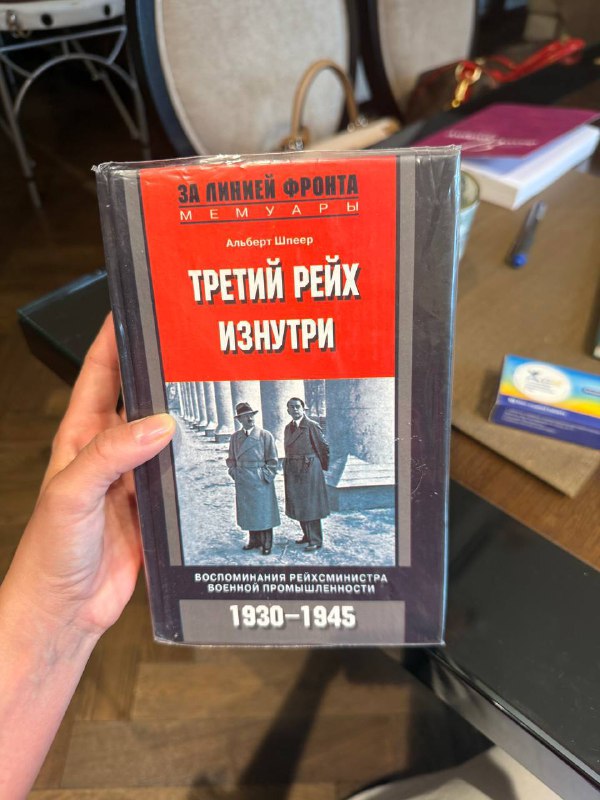 ЗА ЛИНИЕЙ ФРОНТА
МЕМУАРЫ
Альберт Шпеер
ТРЕТИЙ РЕЙХ
ИЗНУТРИ
ВОСПОМИНАНИЯ РЕЙХСМИНИСТРА
ВОЕННОЙ ПРОМЫШЛЕННОСТИ
1930–1945